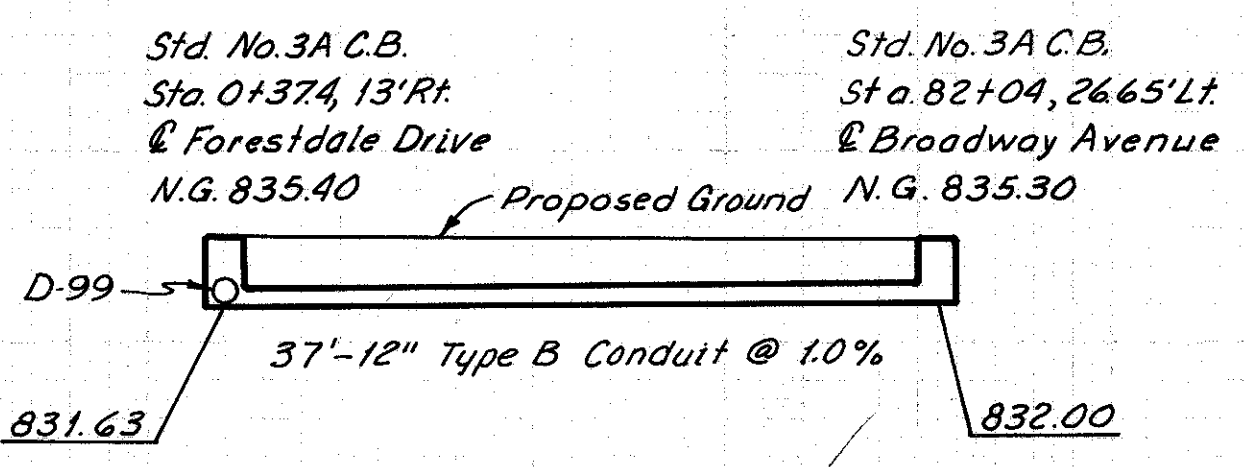 Std. No. 3A C.B.
Sta. 0+37.4, 13' Rt.
℄ Forestdale Drive
N.G. 835.40
Std. No. 3A C.B.
Sta. 82+04, 26.65' Lt.
℄ Broadway Avenue
N.G. 835.30
Proposed Ground
D-99
37'-12" Type B Conduit @ 1.0%
831.63
832.00